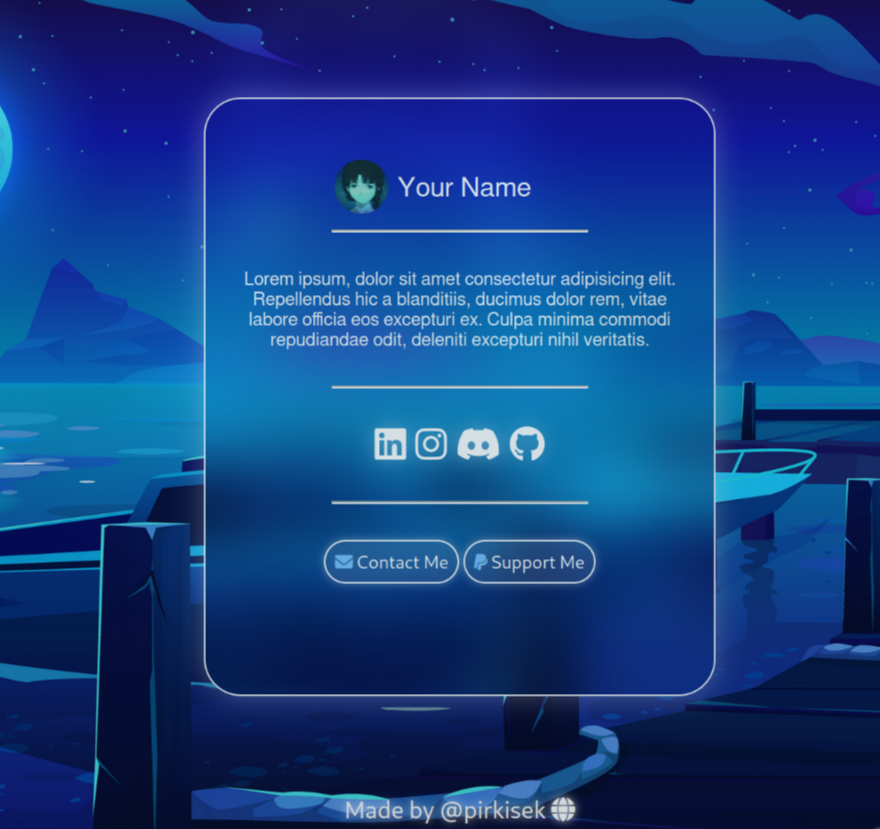 Your Name
Lorem ipsum, dolor sit amet consectetur adipisicing elit.
Repellendus hic a blanditiis, ducimus dolor rem, vitae
labore officia eos excepturi ex. Culpa minima commodi
repudiandae odit, deleniti excepturi nihil veritatis.
in
Contact Me Support Me
Made by @pirkisek